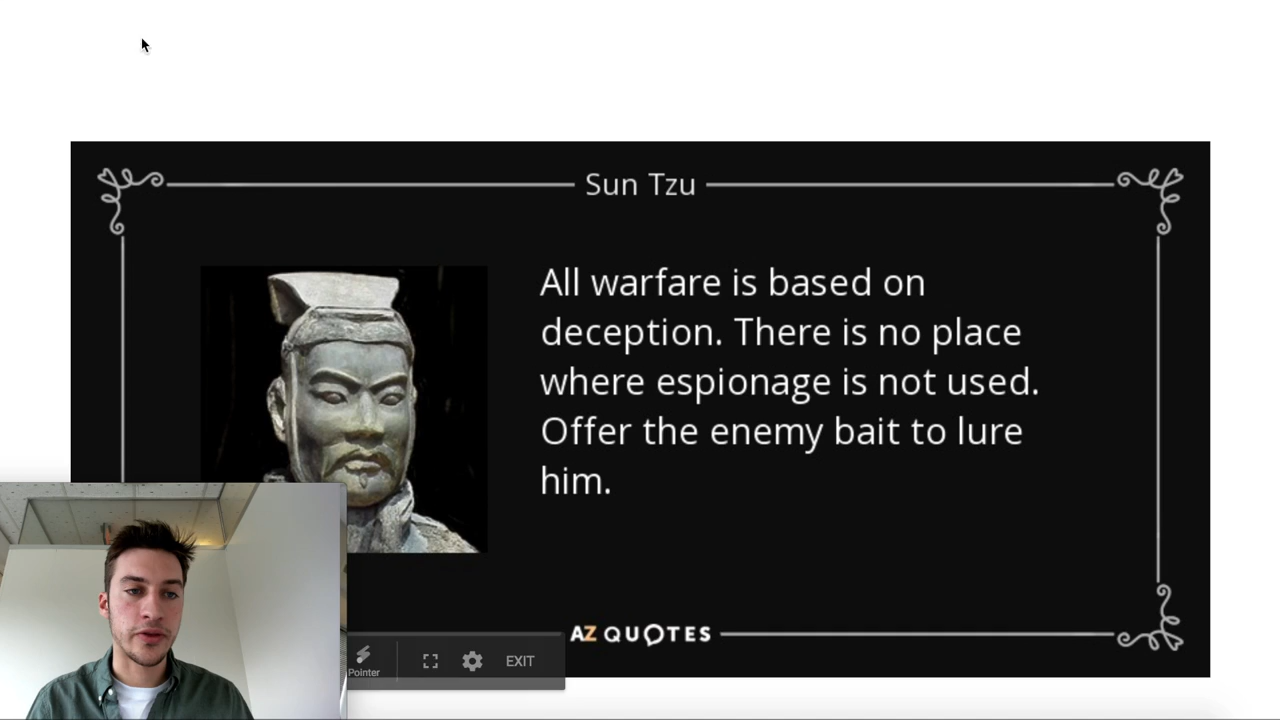 Sun Tzu
All warfare is based on
deception. There is no place
where espionage is not used.
Offer the enemy bait to lure
him.
AZ QUOTES
Pointer
EXIT